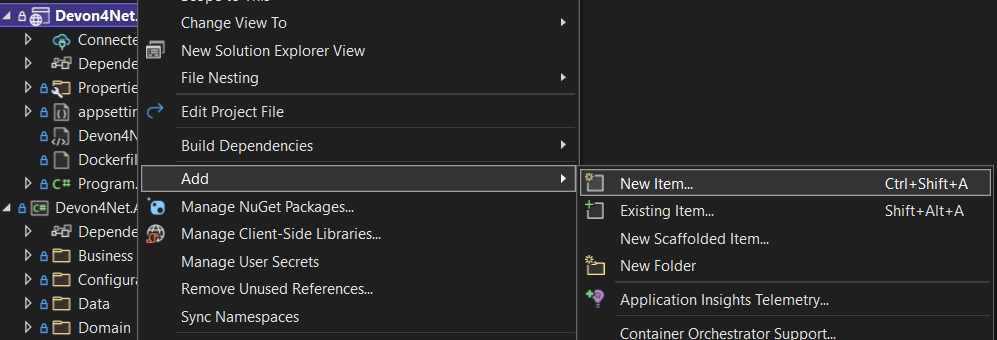 Devon4Net.
Connecte
Depende
Properties
appsettin
Devon4N
Dockerfil
Program.
Devon4Net.A
Depende
Business
Configura
Data
Domain
Change View To
New Solution Explorer View
File Nesting
Edit Project File
Build Dependencies
Add
Manage NuGet Packages...
Manage Client-Side Libraries...
Manage User Secrets
Remove Unused References...
Sync Namespaces
New Item... Ctrl+Shift+A
Existing Item... Shift+Alt+A
New Scaffolded Item...
New Folder
Application Insights Telemetry...
Container Orchestrator Support...